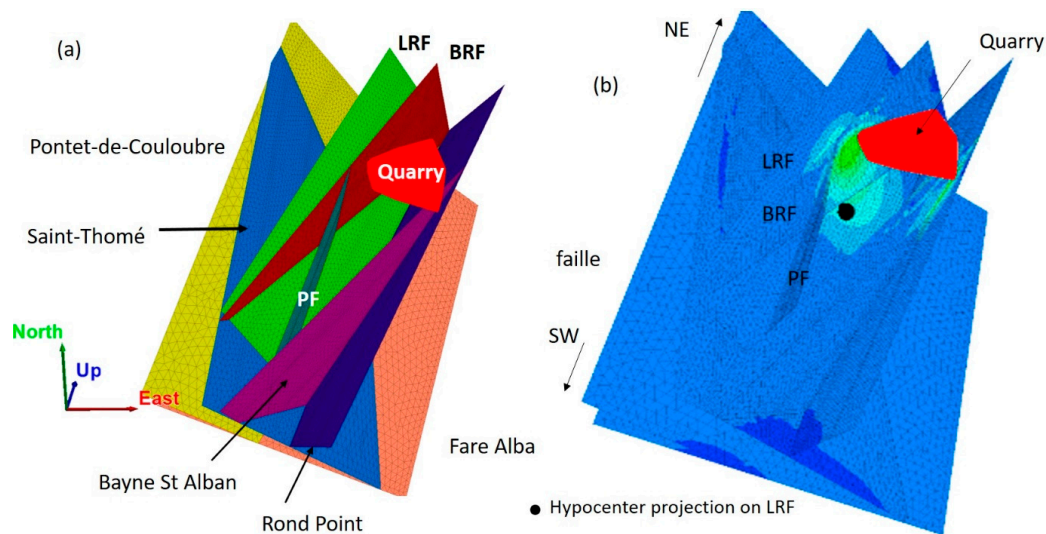 (a)
LRF
BRF
Pontet-de-Couloubre
Quarry
Saint-Thomé
PF
North
Up
East
Fare Alba
Bayne St Alban
Rond Point
NE
Quarry
(b)
LRF
BRF
faille
PF
SW
Hypocenter projection on LRF